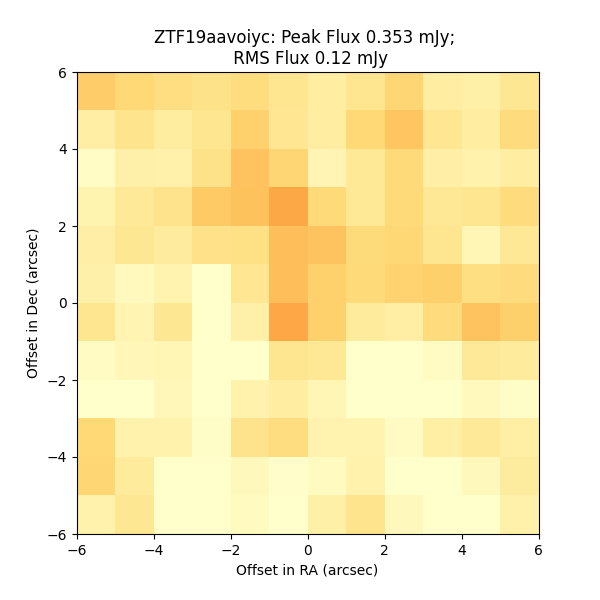 ZTF19aavoiyc: Peak Flux 0.353 mJy;
RMS Flux 0.12 mJy
6
4
2
0
−2
−4
−6
Offset in Dec (arcsec)
−6 −4 −2 0 2 4 6
Offset in RA (arcsec)